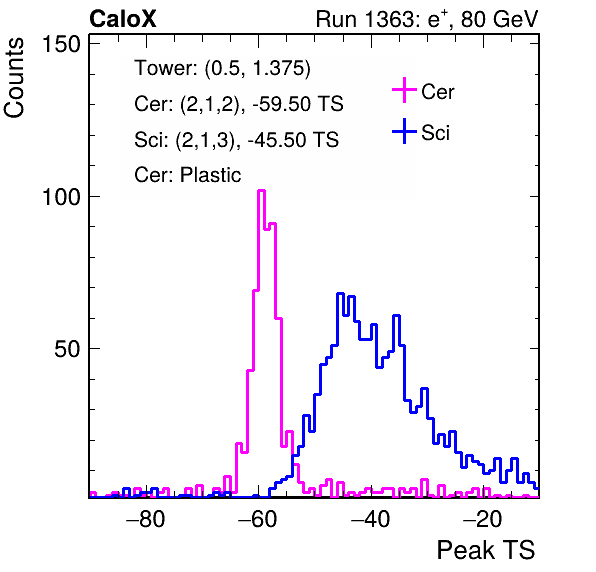 CaloX Run 1363: e⁺, 80 GeV
Counts
150
100
50
Tower: (0.5, 1.375)
Cer: (2,1,2), -59.50 TS
Sci: (2,1,3), -45.50 TS
Cer: Plastic
Cer
Sci
−80 −60 −40 −20
Peak TS